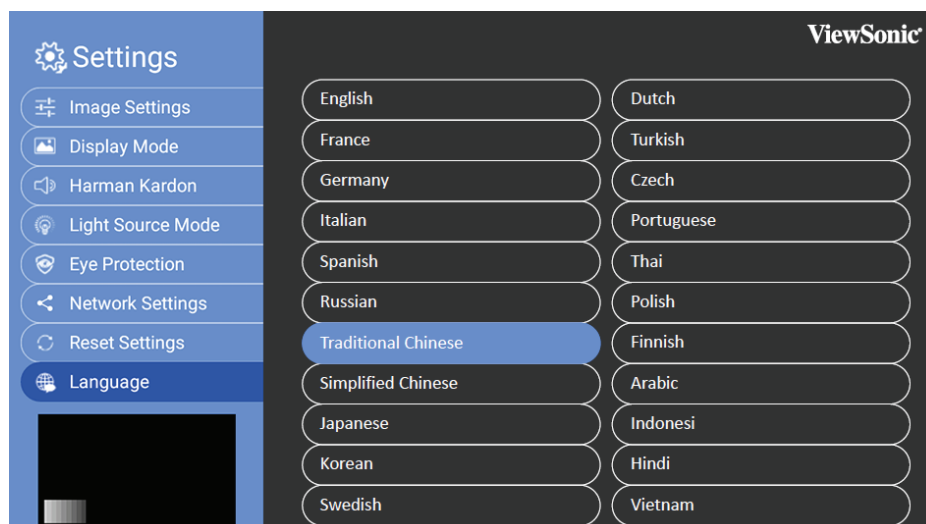 ViewSonic
Settings
Image Settings
Display Mode
Harman Kardon
Light Source Mode
Eye Protection
Network Settings
Reset Settings
Language
English
France
Germany
Italian
Spanish
Russian
Traditional Chinese
Simplified Chinese
Japanese
Korean
Swedish
Dutch
Turkish
Czech
Portuguese
Thai
Polish
Finnish
Arabic
Indonesi
Hindi
Vietnam